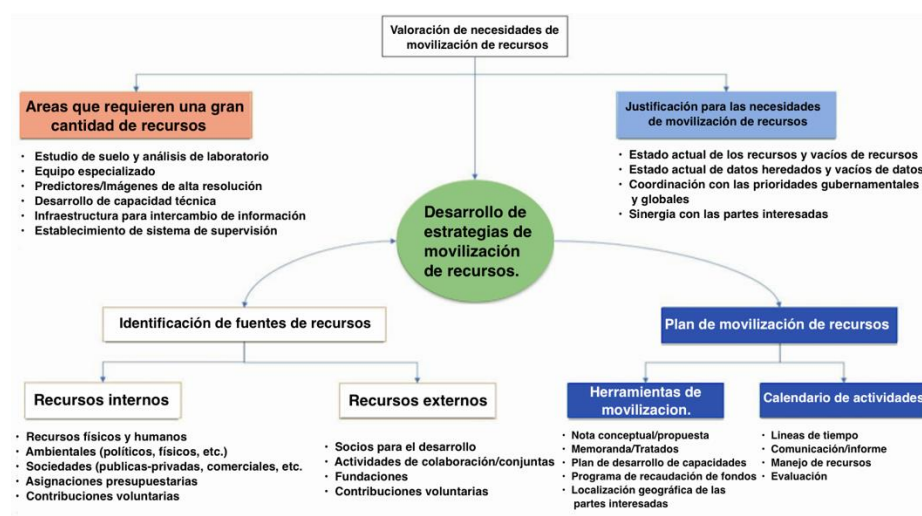 Valoración de necesidades de
movilización de recursos
Areas que requieren una gran
cantidad de recursos
· Estudio de suelo y análisis de laboratorio
· Equipo especializado
· Predictores/Imágenes de alta resolución
· Desarrollo de capacidad técnica
· Infraestructura para intercambio de información
· Establecimiento de sistema de supervisión
Justificación para las necesidades
de movilización de recursos
· Estado actual de los recursos y vacíos de recursos
· Estado actual de datos heredados y vacíos de datos
· Coordinación con las prioridades gubernamentales
y globales
· Sinergia con las partes interesadas
Desarrollo de
estrategias de
movilización
de recursos.
Identificación de fuentes de recursos
Recursos internos
· Recursos físicos y humanos
· Ambientales (políticos, físicos, etc.)
· Sociedades (publicas-privadas, comerciales, etc.
· Asignaciones presupuestarias
· Contribuciones voluntarias
Recursos externos
· Socios para el desarrollo
· Actividades de colaboración/conjuntas
· Fundaciones
· Contribuciones voluntarias
Plan de movilización de recursos
Herramientas de
movilizacion.
· Nota conceptual/propuesta
· Memoranda/Tratados
· Plan de desarrollo de capacidades
· Programa de recaudación de fondos
· Localización geográfica de las
partes interesadas
Calendario de actividades
· Líneas de tiempo
· Comunicación/informe
· Manejo de recursos
· Evaluación